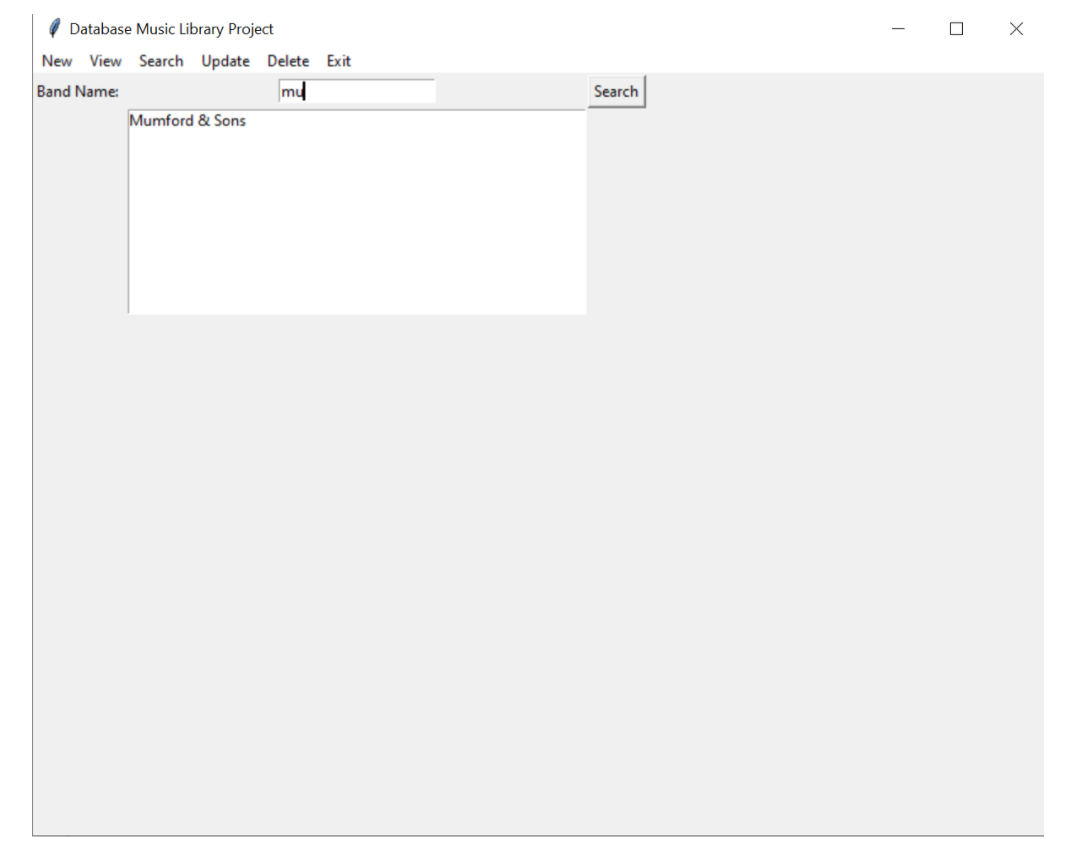 Database Music Library Project
New View Search Update Delete Exit
Band Name: mu Search
Mumford & Sons